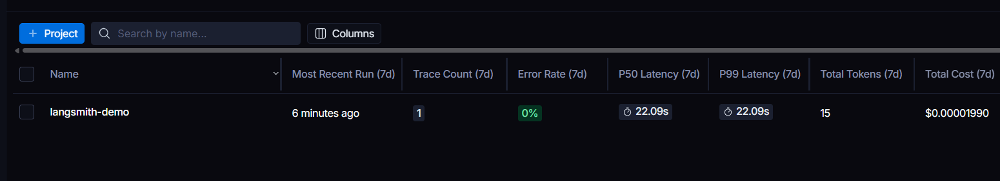 + Project Search by name... Columns
Name Most Recent Run (7d) Trace Count (7d) Error Rate (7d) P50 Latency (7d) P99 Latency (7d) Total Tokens (7d) Total Cost (7d)
langsmith-demo 6 minutes ago 1 0% 22.09s 22.09s 15 $0.00001990